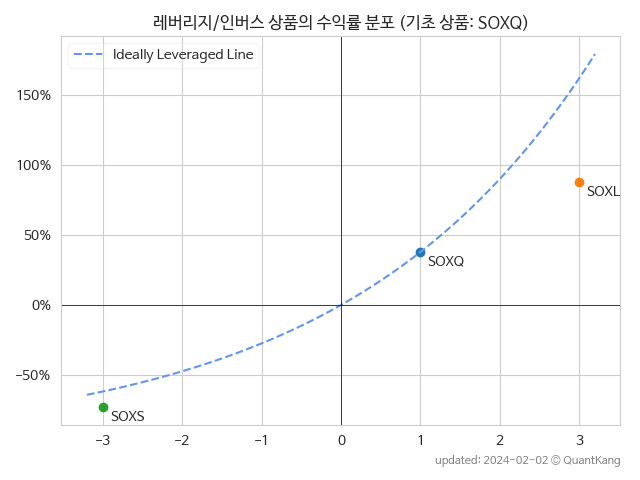 레버리지/인버스 상품의 수익률 분포 (기초 상품: SOXQ)
Ideally Leveraged Line
150%
100%
50%
0%
−50%
SOXL
SOXQ
SOXS
−3 −2 −1 0 1 2 3
updated: 2024-02-02 © QuantKang